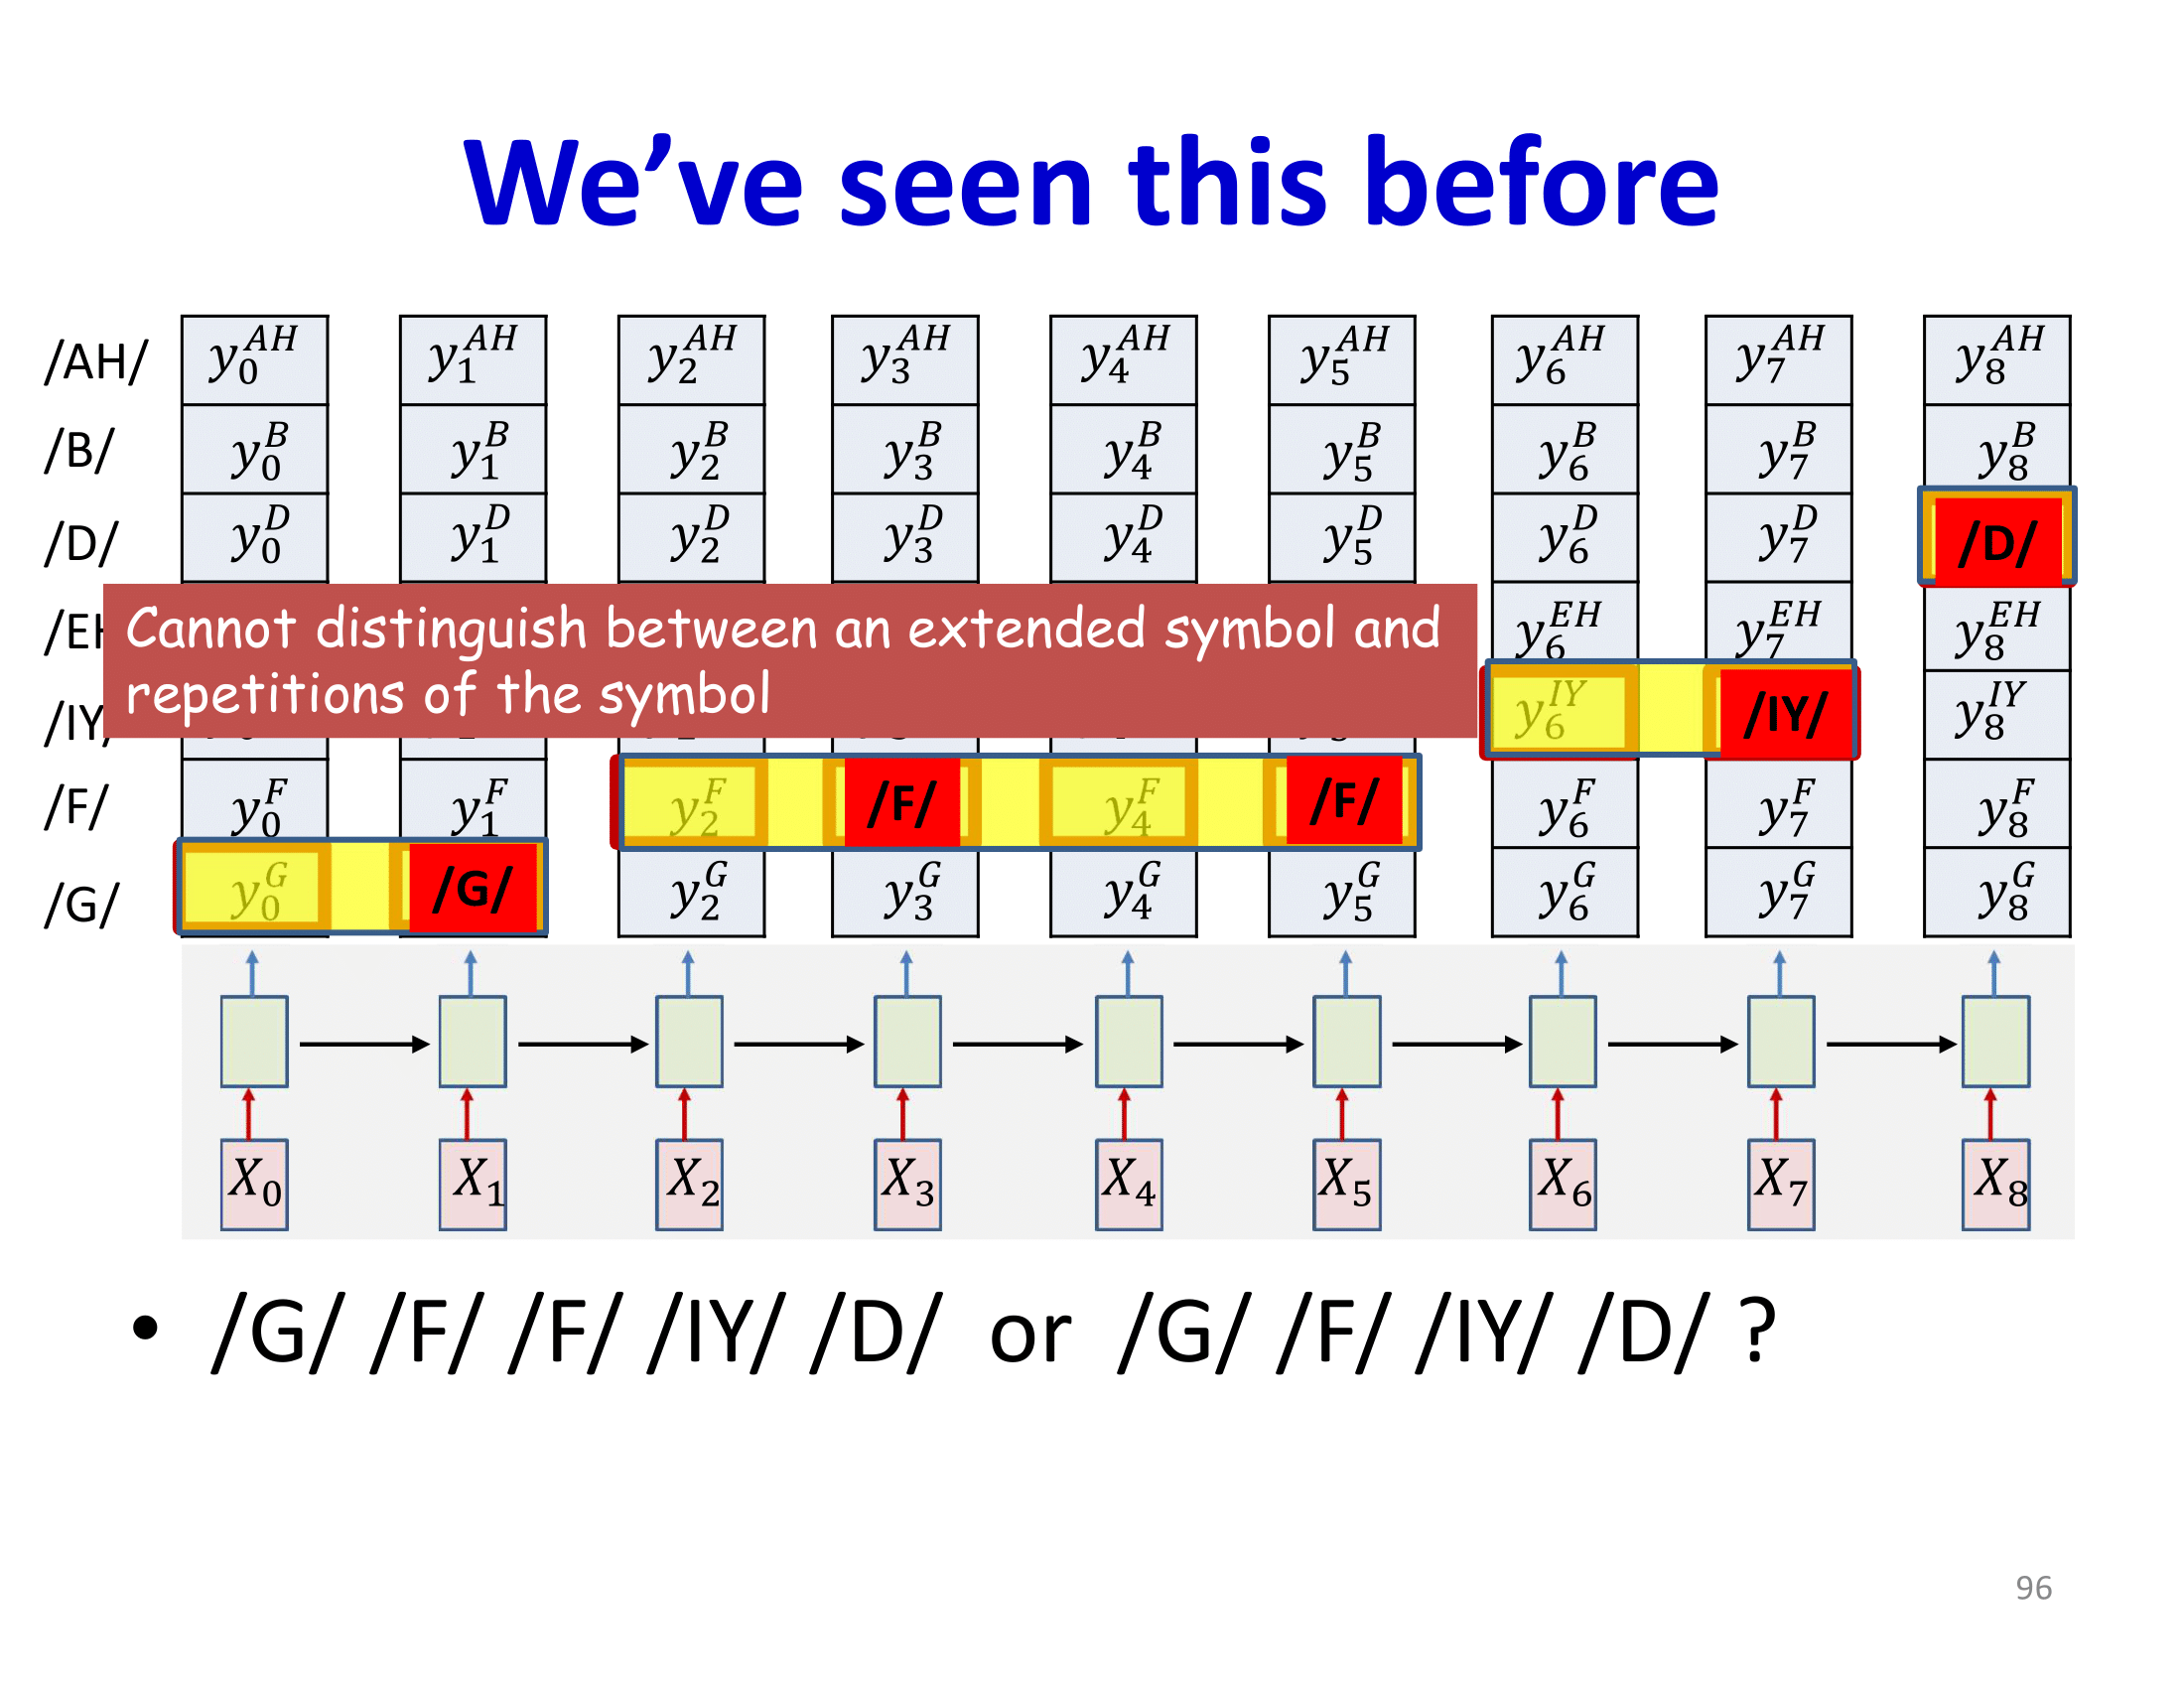 We've seen this before
/AH/ y_0^{AH} y_1^{AH} y_2^{AH} y_3^{AH} y_4^{AH} y_5^{AH} y_6^{AH} y_7^{AH} y_8^{AH}
/B/ y_0^B y_1^B y_2^B y_3^B y_4^B y_5^B y_6^B y_7^B y_8^B
/D/ y_0^D y_1^D y_2^D y_3^D y_4^D y_5^D y_6^D y_7^D /D/
/EH y_6^{EH} y_7^{EH} y_8^{EH}
Cannot distinguish between an extended symbol and
repetitions of the symbol
/IY/ y_6^{IY} /IY/ y_8^{IY}
/F/ y_0^F y_1^F y_2^F /F/ y_4^F /F/ y_6^F y_7^F y_8^F
/G/ y_0^G /G/ y_2^G y_3^G y_4^G y_5^G y_6^G y_7^G y_8^G
X_0 X_1 X_2 X_3 X_4 X_5 X_6 X_7 X_8
• /G/ /F/ /F/ /IY/ /D/ or /G/ /F/ /IY/ /D/ ?
96